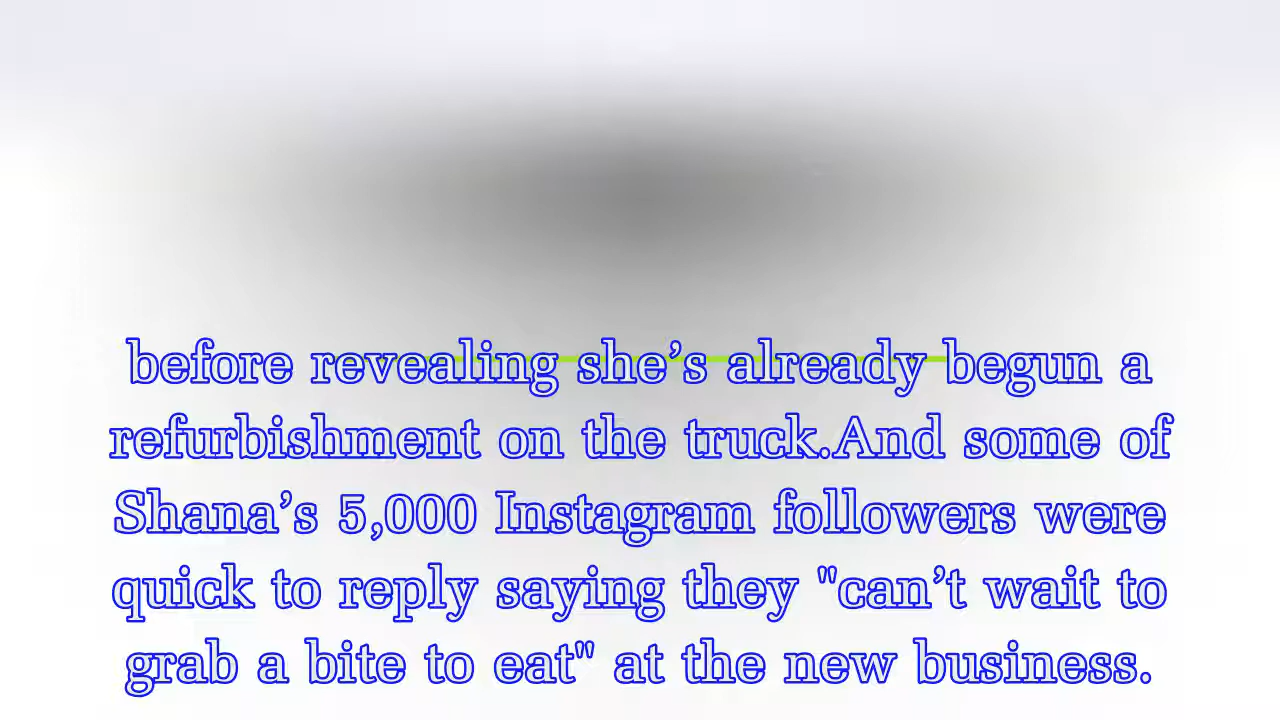 before revealing she’s already begun a
refurbishment on the truck.And some of
Shana’s 5,000 Instagram followers were
quick to reply saying they "can’t wait to
grab a bite to eat" at the new business.